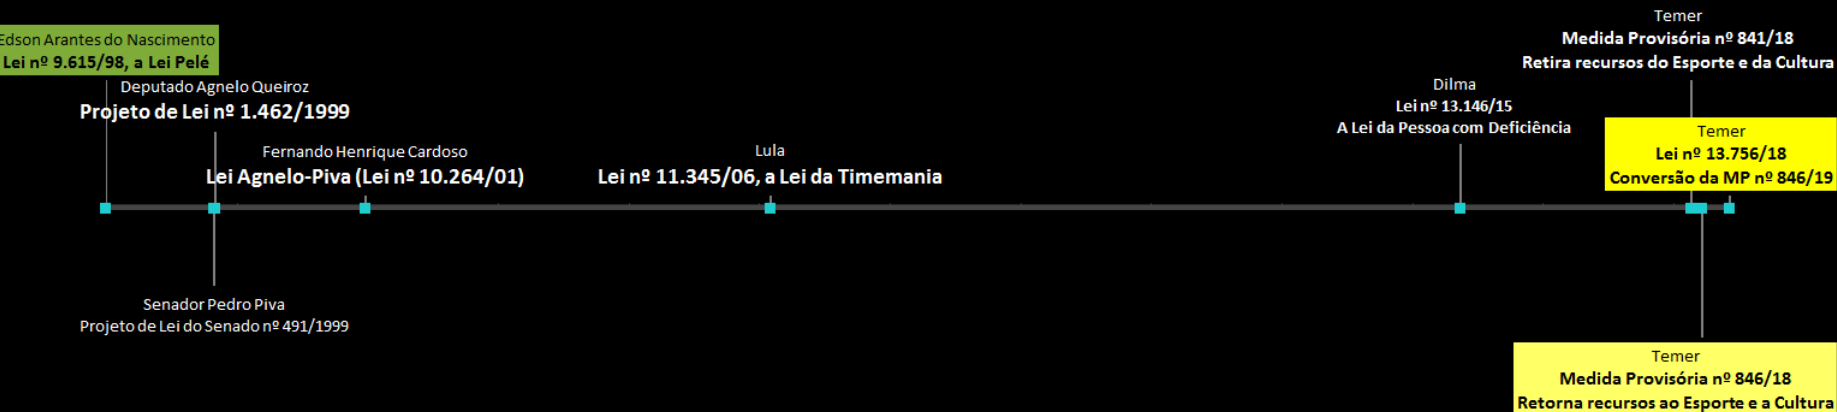 Edson Arantes do Nascimento
Lei nº 9.615/98, a Lei Pelé
Deputado Agnelo Queiroz
Projeto de Lei nº 1.462/1999
Senador Pedro Piva
Projeto de Lei do Senado nº 491/1999
Fernando Henrique Cardoso
Lei Agnelo-Piva (Lei nº 10.264/01)
Lula
Lei nº 11.345/06, a Lei da Timemania
Dilma
Lei nº 13.146/15
A Lei da Pessoa com Deficiência
Temer
Medida Provisória nº 841/18
Retira recursos do Esporte e da Cultura
Temer
Lei nº 13.756/18
Conversão da MP nº 846/19
Temer
Medida Provisória nº 846/18
Retorna recursos ao Esporte e a Cultura